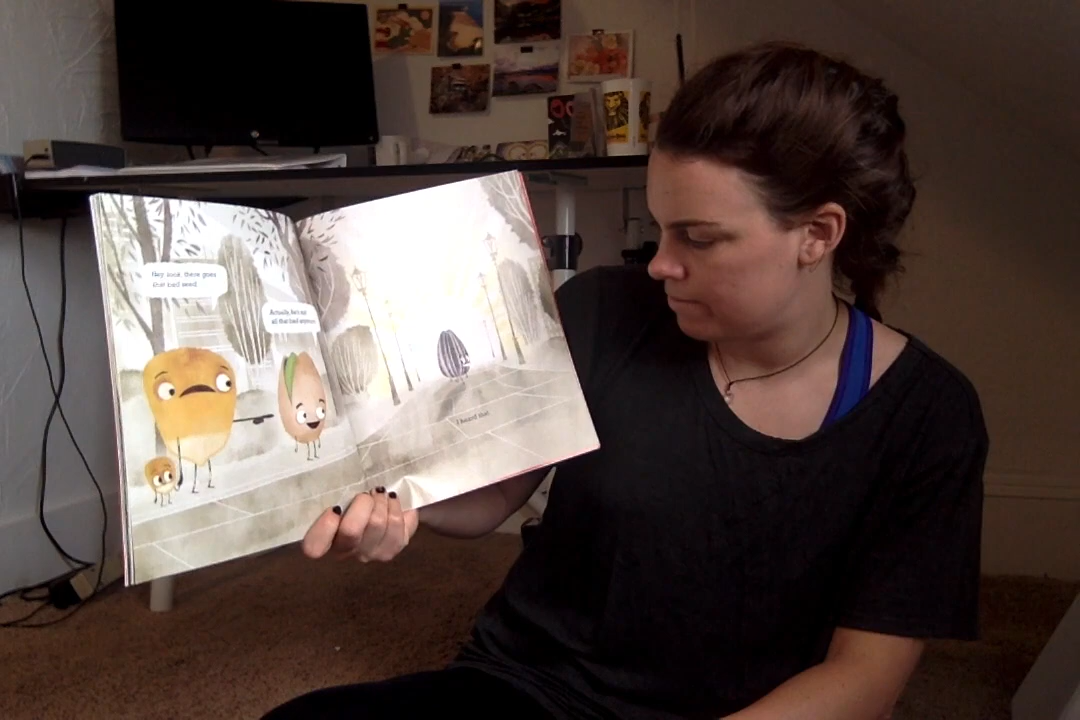 Hey look, there goes
that bad seed.
Actually, he's not
all that bad anymore.
I heard that.